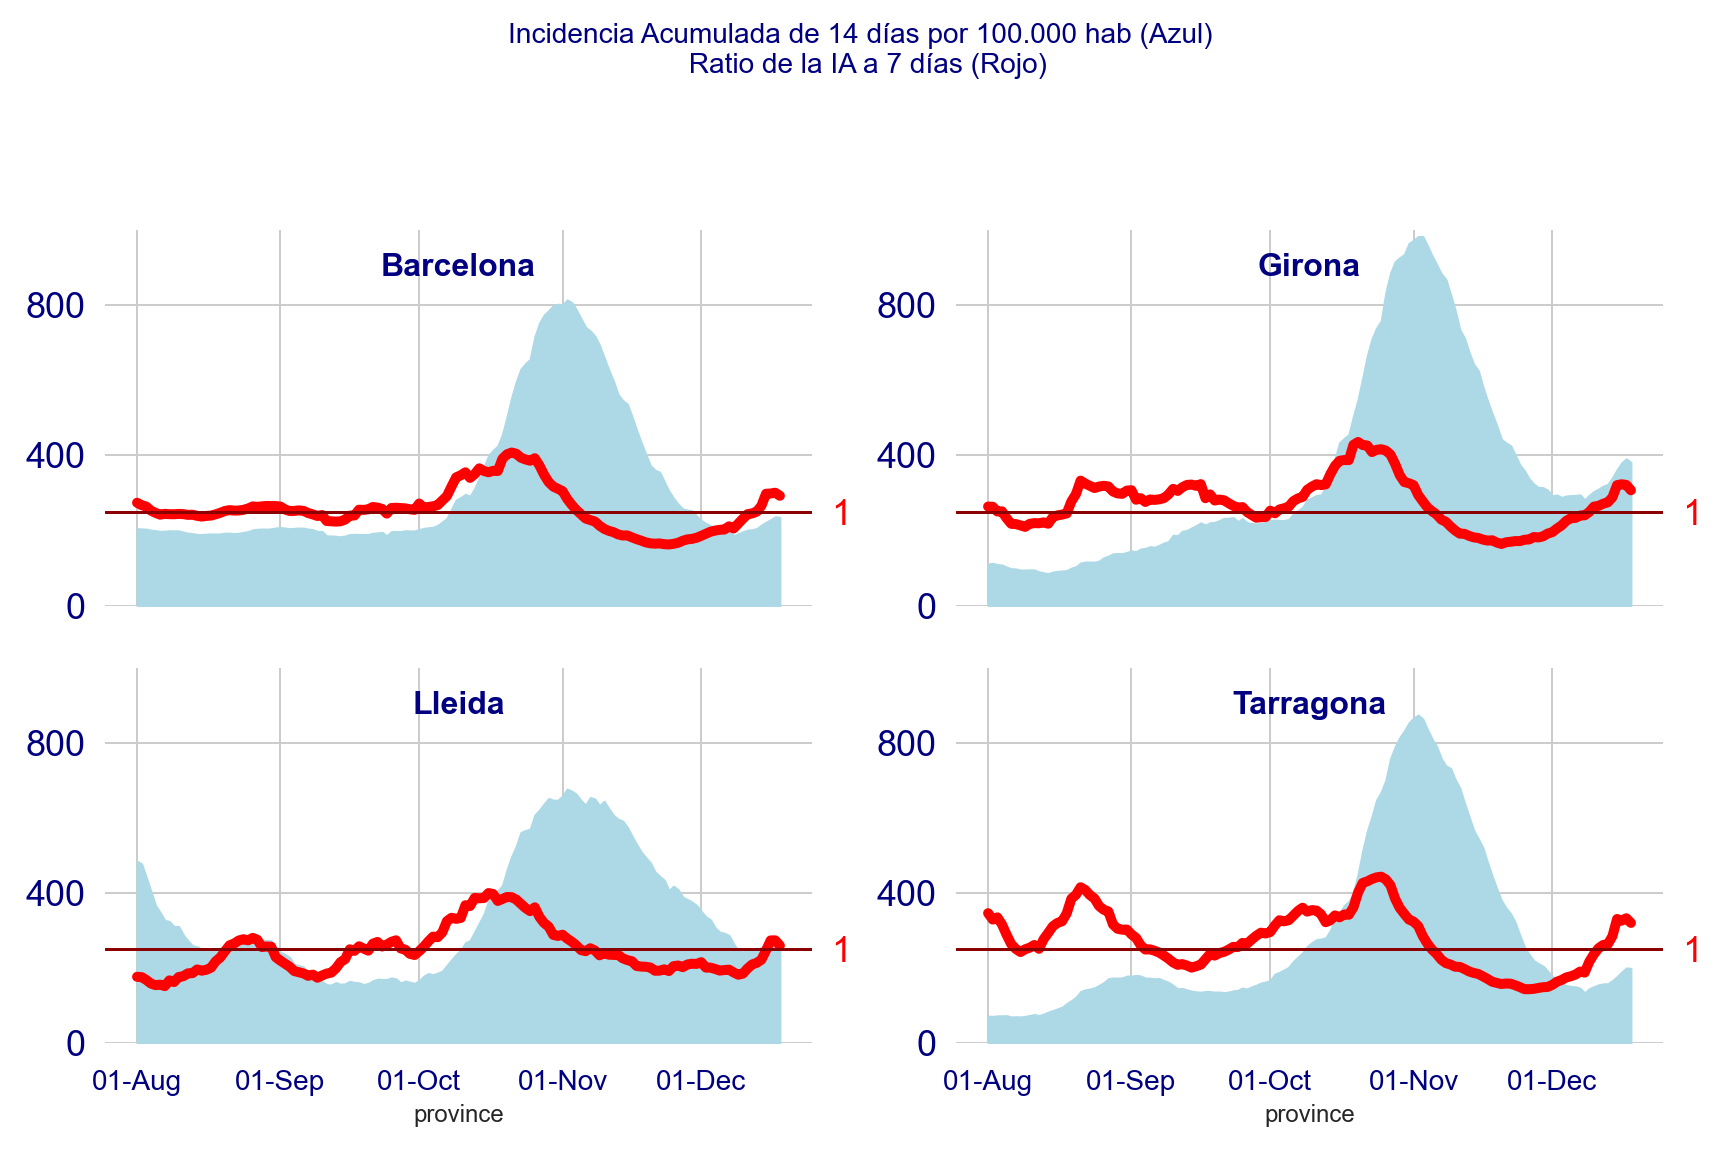 Incidencia Acumulada de 14 días por 100.000 hab (Azul)
Ratio de la IA a 7 días (Rojo)
Barcelona
800
400
0
1
Girona
800
400
0
1
Lleida
800
400
0
1
01-Aug 01-Sep 01-Oct 01-Nov 01-Dec
province
Tarragona
800
400
0
1
01-Aug 01-Sep 01-Oct 01-Nov 01-Dec
province